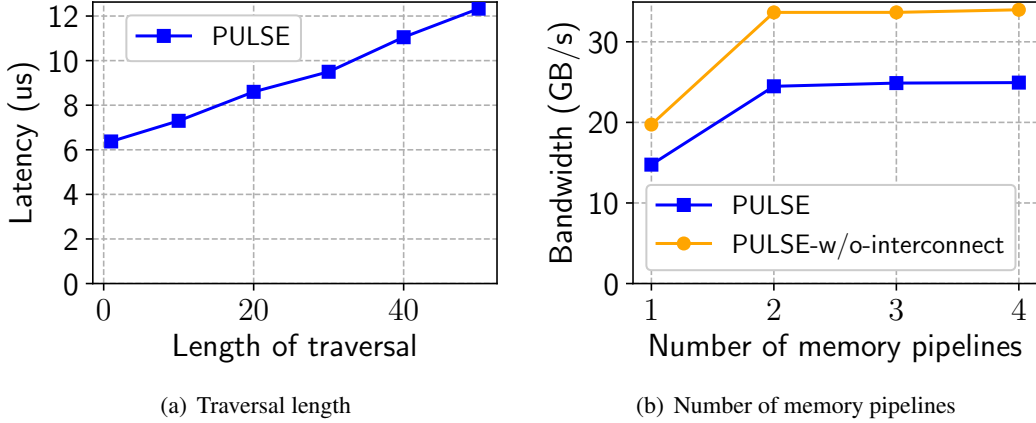 Latency (us)
12
10
8
6
4
2
0
PULSE
0
20
40
Length of traversal
(a) Traversal length
Bandwidth (GB/s)
30
20
10
0
PULSE
PULSE-w/o-interconnect
1
2
3
4
Number of memory pipelines
(b) Number of memory pipelines